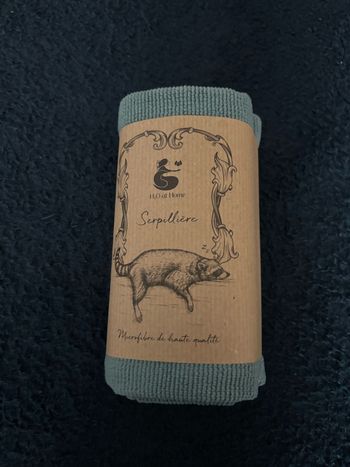 H₂O at Home
Serpillière
z z
Microfibre de haute qualité